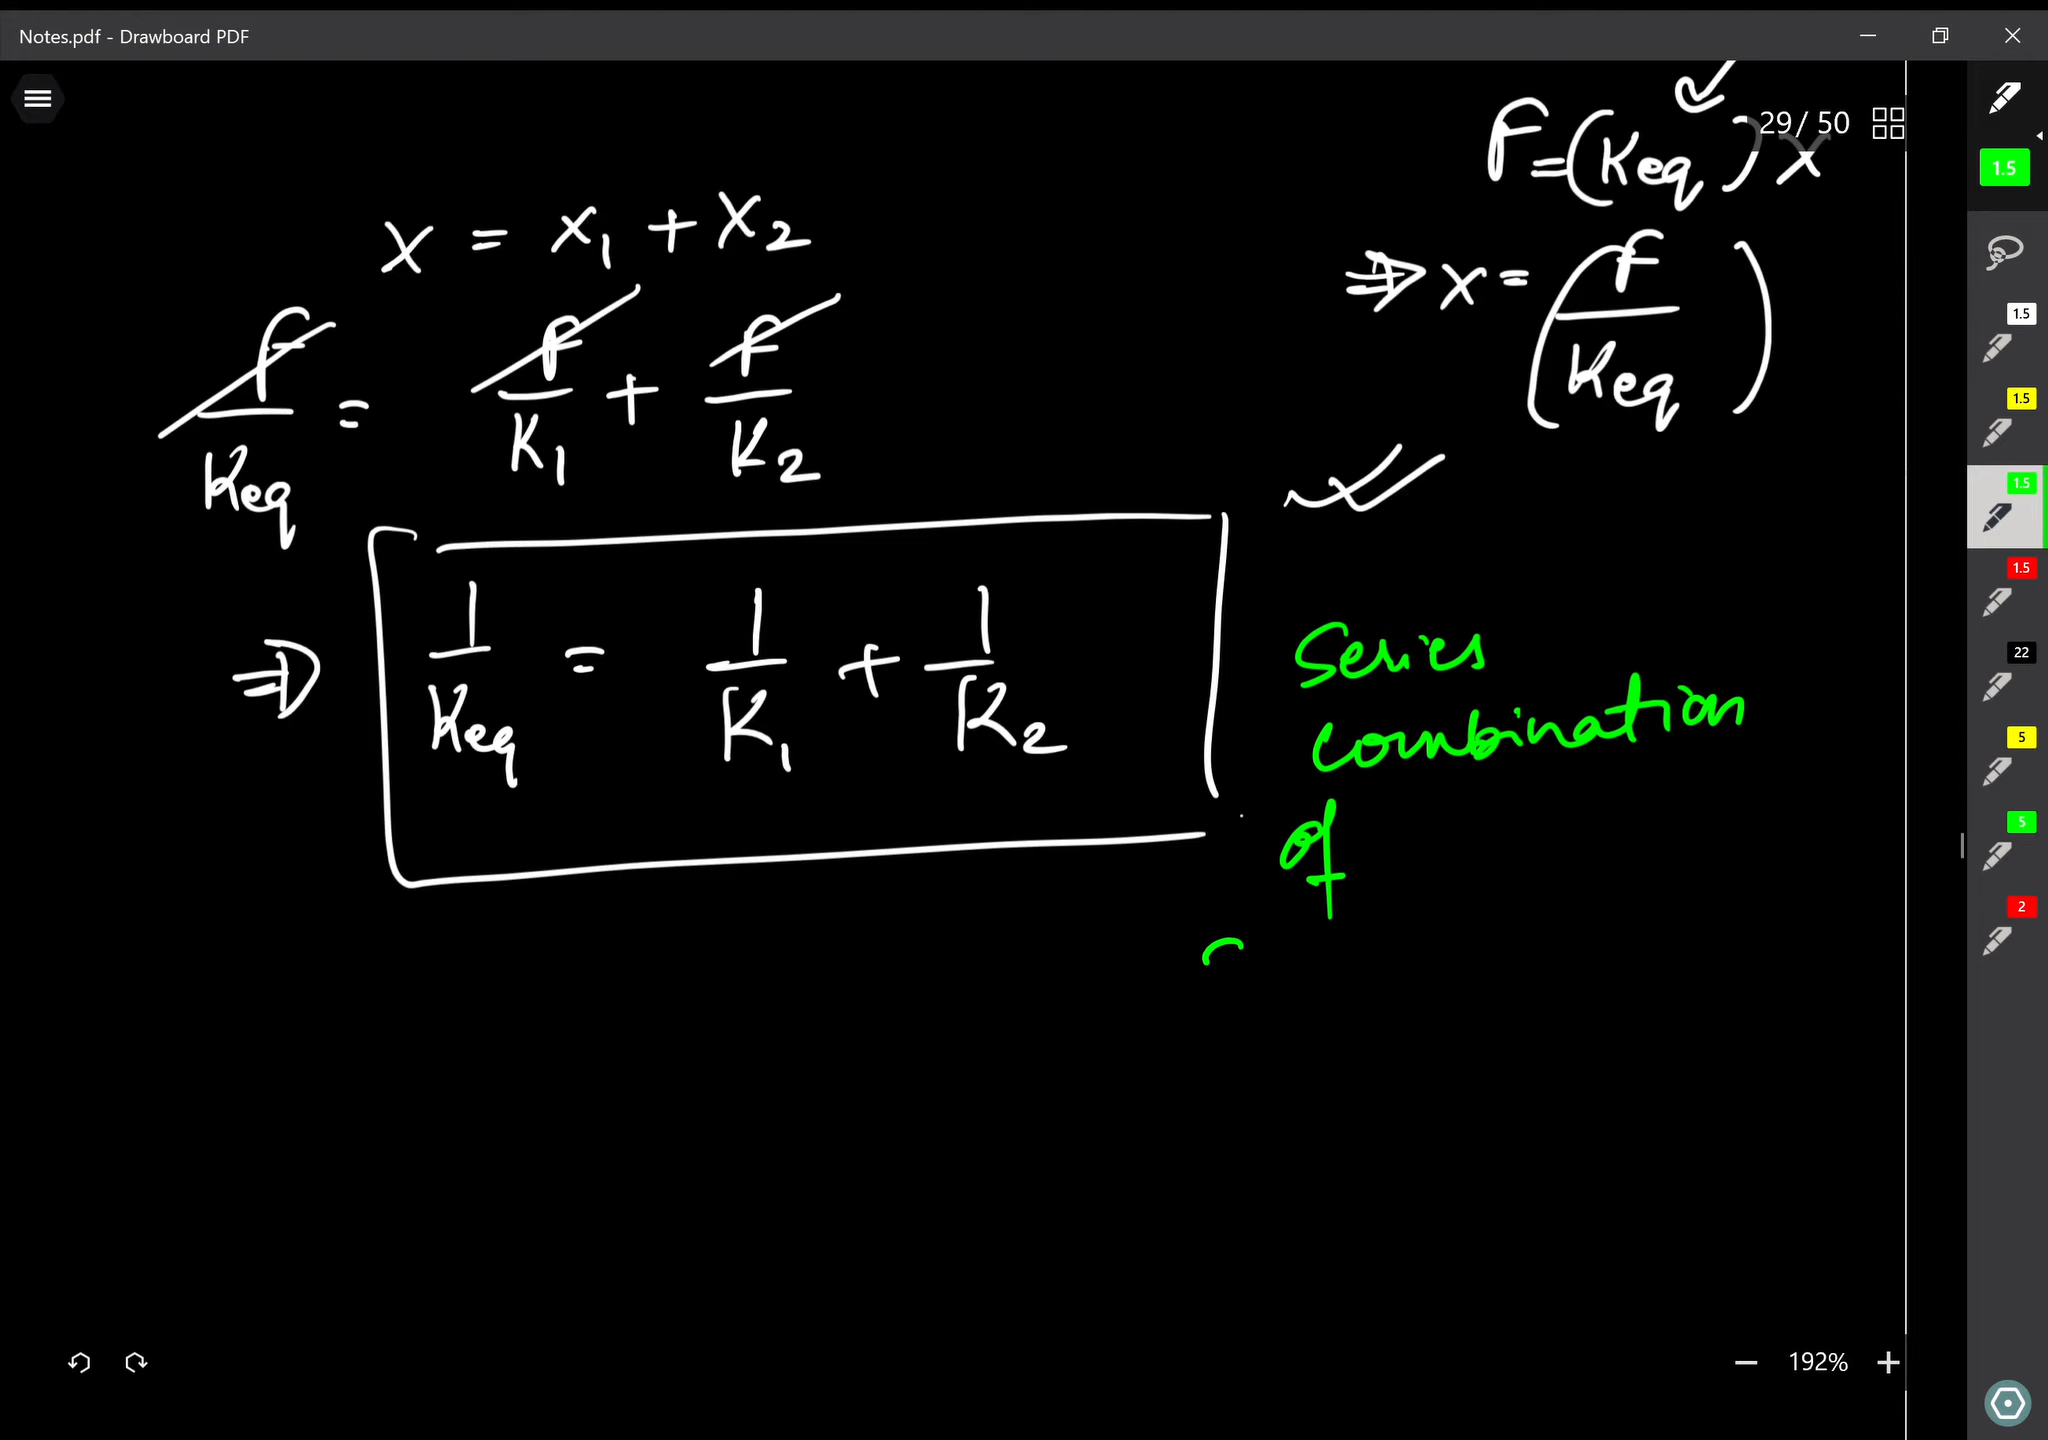 Notes.pdf - Drawboard PDF
29/ 50
F=(Keq)x
x = x1 + x2
⇒ x = (F/Keq)
F/Keq = F/K1 + F/K2
⇒ 1/Keq = 1/K1 + 1/K2
Series
combination
of
1.5
1.5
1.5
1.5
1.5
22
5
5
2
192%